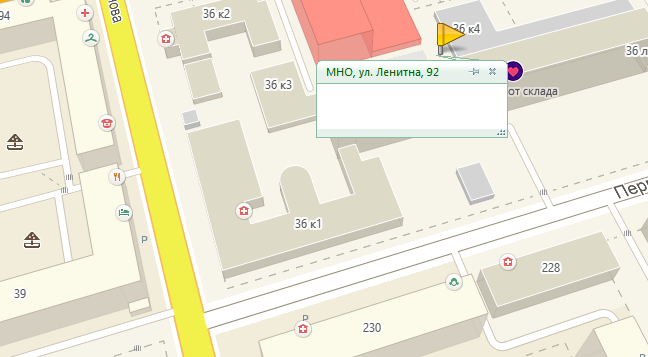 94
лова
36 к2
36 к4
36 л
МНО, ул. Ленитна, 92
от склада
36 к3
36 к1
Пер
P
228
39
P
230
P